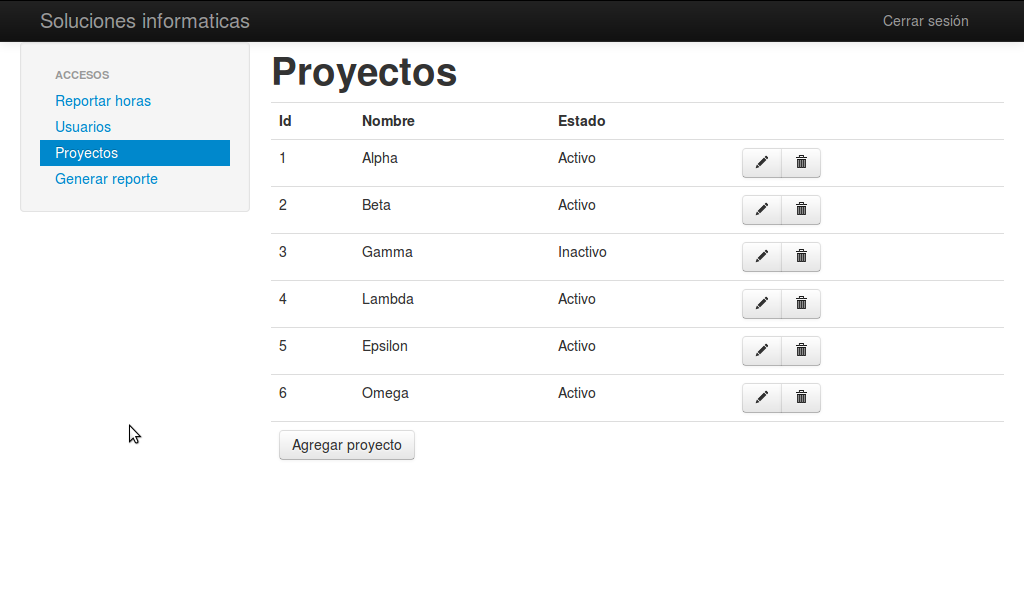 Soluciones informaticas Cerrar sesión
ACCESOS
Reportar horas
Usuarios
Proyectos
Generar reporte
Proyectos
Id Nombre Estado
1 Alpha Activo
2 Beta Activo
3 Gamma Inactivo
4 Lambda Activo
5 Epsilon Activo
6 Omega Activo
Agregar proyecto